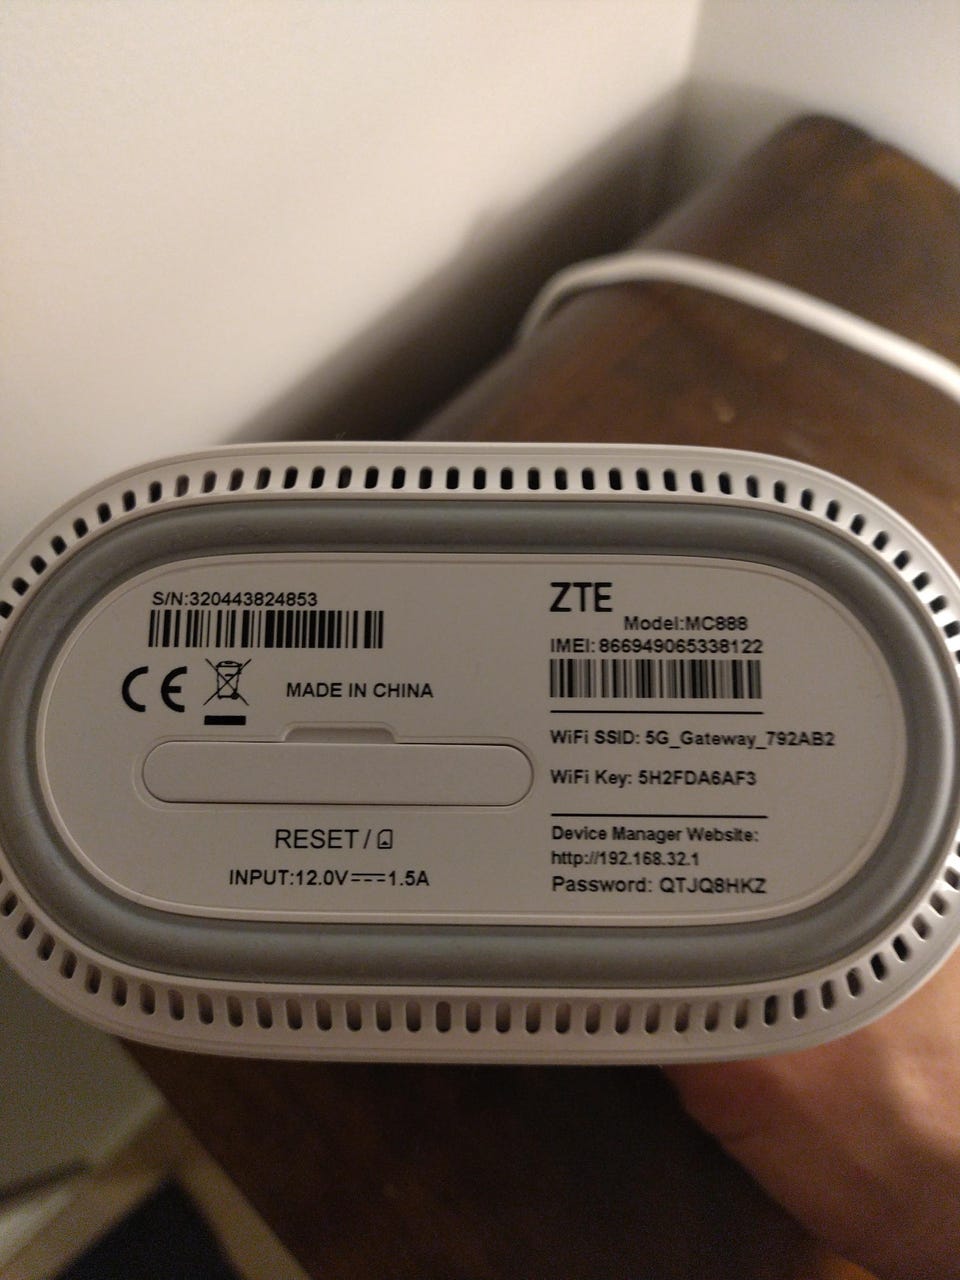 S/N:320443824853
CE
MADE IN CHINA
RESET /
INPUT:12.0V⎓1.5A
ZTE
Model:MC888
IMEI: 866949065338122
WiFi SSID: 5G_Gateway_792AB2
WiFi Key: 5H2FDA6AF3
Device Manager Website:
http://192.168.32.1
Password: QTJQ8HKZ